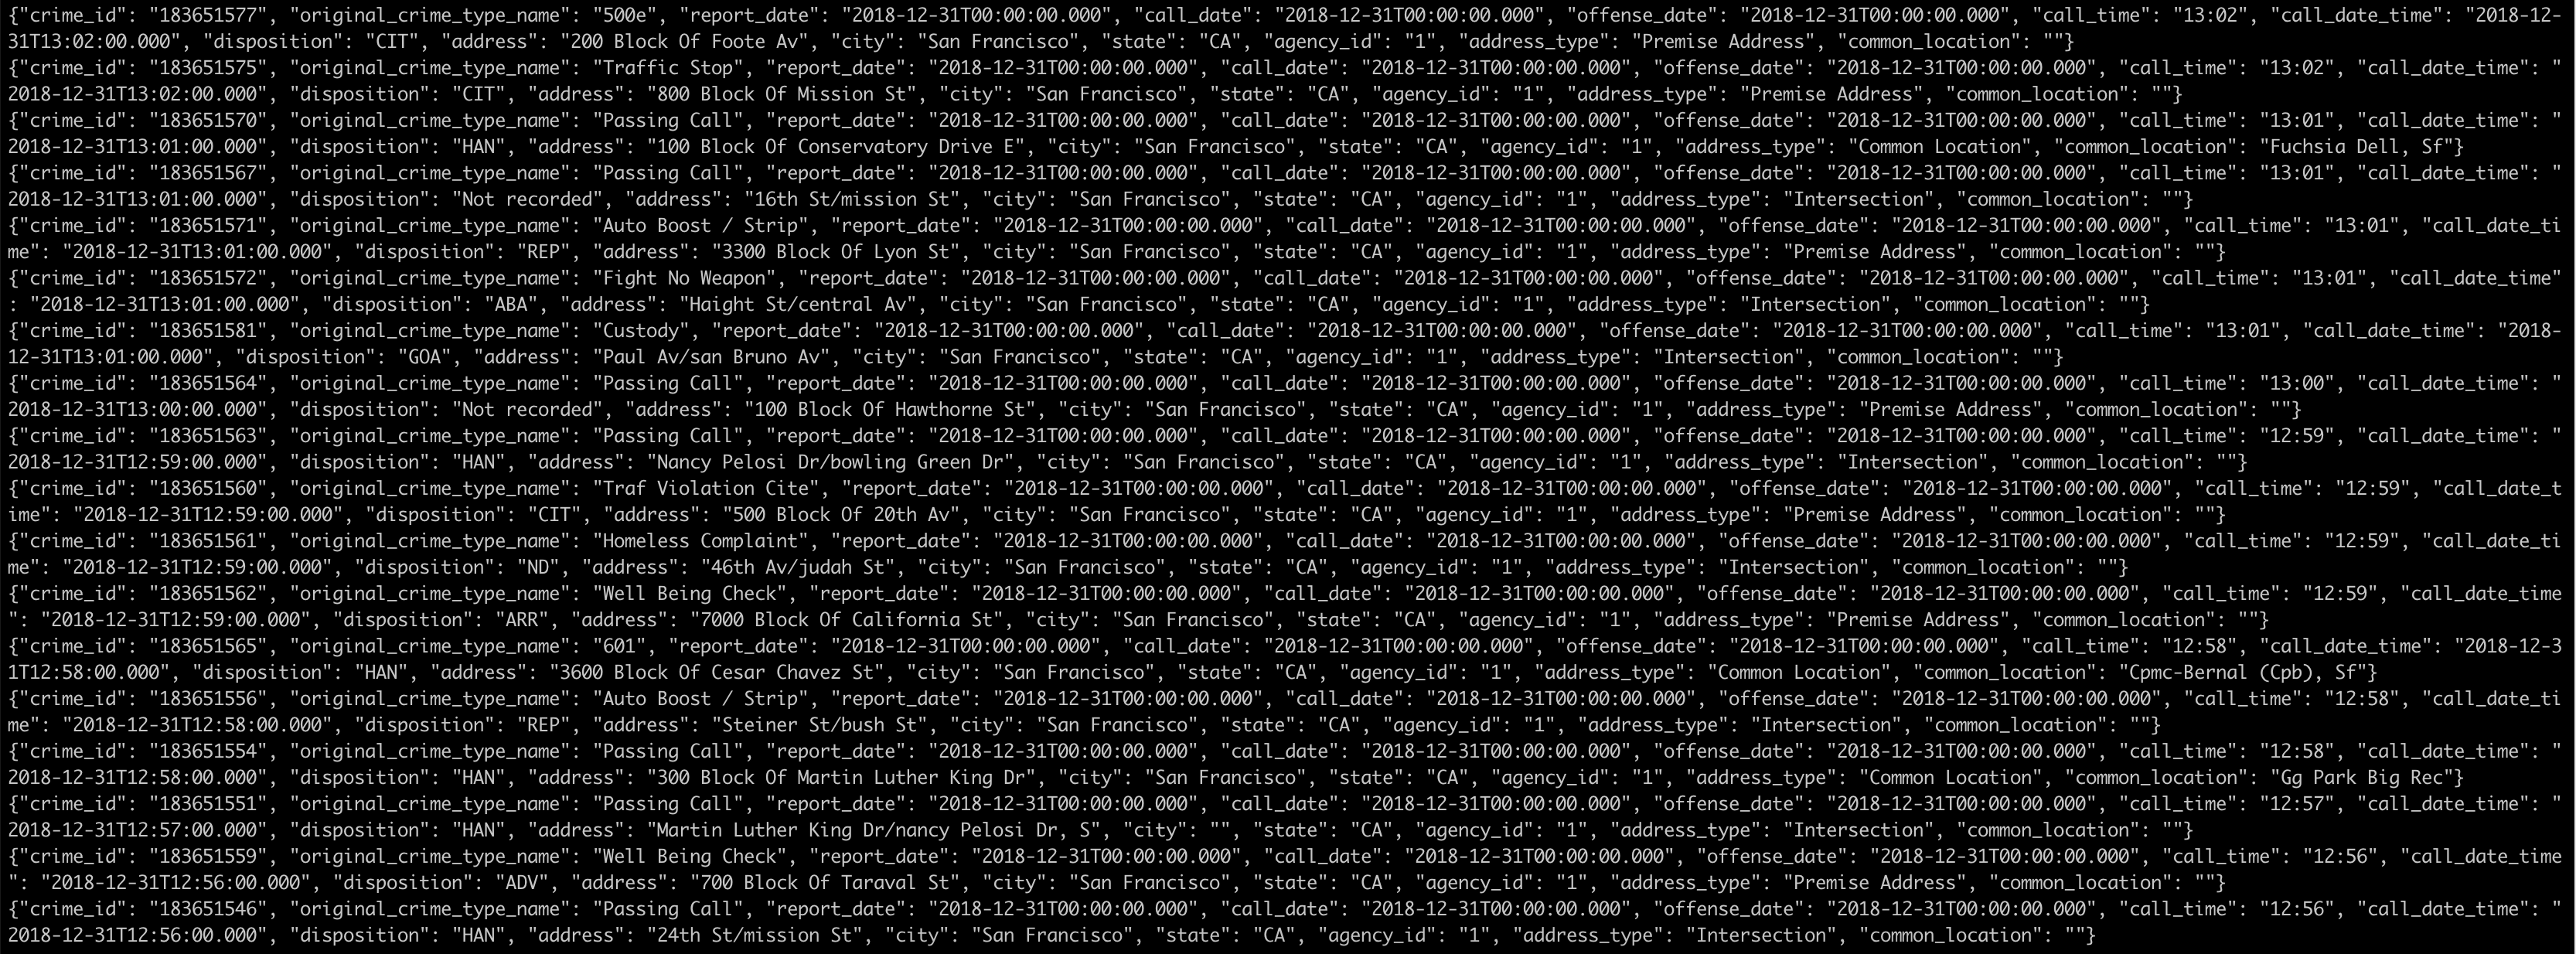 {"crime_id": "183651577", "original_crime_type_name": "500e", "report_date": "2018-12-31T00:00:00.000", "call_date": "2018-12-31T00:00:00.000", "offense_date": "2018-12-31T00:00:00.000", "call_time": "13:02", "call_date_time": "2018-12-
31T13:02:00.000", "disposition": "CIT", "address": "200 Block Of Foote Av", "city": "San Francisco", "state": "CA", "agency_id": "1", "address_type": "Premise Address", "common_location": ""}
{"crime_id": "183651575", "original_crime_type_name": "Traffic Stop", "report_date": "2018-12-31T00:00:00.000", "call_date": "2018-12-31T00:00:00.000", "offense_date": "2018-12-31T00:00:00.000", "call_time": "13:02", "call_date_time": "
2018-12-31T13:02:00.000", "disposition": "CIT", "address": "800 Block Of Mission St", "city": "San Francisco", "state": "CA", "agency_id": "1", "address_type": "Premise Address", "common_location": ""}
{"crime_id": "183651570", "original_crime_type_name": "Passing Call", "report_date": "2018-12-31T00:00:00.000", "call_date": "2018-12-31T00:00:00.000", "offense_date": "2018-12-31T00:00:00.000", "call_time": "13:01", "call_date_time": "
2018-12-31T13:01:00.000", "disposition": "HAN", "address": "100 Block Of Conservatory Drive E", "city": "San Francisco", "state": "CA", "agency_id": "1", "address_type": "Common Location", "common_location": "Fuchsia Dell, Sf"}
{"crime_id": "183651567", "original_crime_type_name": "Passing Call", "report_date": "2018-12-31T00:00:00.000", "call_date": "2018-12-31T00:00:00.000", "offense_date": "2018-12-31T00:00:00.000", "call_time": "13:01", "call_date_time": "
2018-12-31T13:01:00.000", "disposition": "Not recorded", "address": "16th St/mission St", "city": "San Francisco", "state": "CA", "agency_id": "1", "address_type": "Intersection", "common_location": ""}
{"crime_id": "183651571", "original_crime_type_name": "Auto Boost / Strip", "report_date": "2018-12-31T00:00:00.000", "call_date": "2018-12-31T00:00:00.000", "offense_date": "2018-12-31T00:00:00.000", "call_time": "13:01", "call_date_ti
me": "2018-12-31T13:01:00.000", "disposition": "REP", "address": "3300 Block Of Lyon St", "city": "San Francisco", "state": "CA", "agency_id": "1", "address_type": "Premise Address", "common_location": ""}
{"crime_id": "183651572", "original_crime_type_name": "Fight No Weapon", "report_date": "2018-12-31T00:00:00.000", "call_date": "2018-12-31T00:00:00.000", "offense_date": "2018-12-31T00:00:00.000", "call_time": "13:01", "call_date_time"
: "2018-12-31T13:01:00.000", "disposition": "ABA", "address": "Haight St/central Av", "city": "San Francisco", "state": "CA", "agency_id": "1", "address_type": "Intersection", "common_location": ""}
{"crime_id": "183651581", "original_crime_type_name": "Custody", "report_date": "2018-12-31T00:00:00.000", "call_date": "2018-12-31T00:00:00.000", "offense_date": "2018-12-31T00:00:00.000", "call_time": "13:01", "call_date_time": "2018-
12-31T13:01:00.000", "disposition": "GOA", "address": "Paul Av/san Bruno Av", "city": "San Francisco", "state": "CA", "agency_id": "1", "address_type": "Intersection", "common_location": ""}
{"crime_id": "183651564", "original_crime_type_name": "Passing Call", "report_date": "2018-12-31T00:00:00.000", "call_date": "2018-12-31T00:00:00.000", "offense_date": "2018-12-31T00:00:00.000", "call_time": "13:00", "call_date_time": "
2018-12-31T13:00:00.000", "disposition": "Not recorded", "address": "100 Block Of Hawthorne St", "city": "San Francisco", "state": "CA", "agency_id": "1", "address_type": "Premise Address", "common_location": ""}
{"crime_id": "183651563", "original_crime_type_name": "Passing Call", "report_date": "2018-12-31T00:00:00.000", "call_date": "2018-12-31T00:00:00.000", "offense_date": "2018-12-31T00:00:00.000", "call_time": "12:59", "call_date_time": "
2018-12-31T12:59:00.000", "disposition": "HAN", "address": "Nancy Pelosi Dr/bowling Green Dr", "city": "San Francisco", "state": "CA", "agency_id": "1", "address_type": "Intersection", "common_location": ""}
{"crime_id": "183651560", "original_crime_type_name": "Traf Violation Cite", "report_date": "2018-12-31T00:00:00.000", "call_date": "2018-12-31T00:00:00.000", "offense_date": "2018-12-31T00:00:00.000", "call_time": "12:59", "call_date_t
ime": "2018-12-31T12:59:00.000", "disposition": "CIT", "address": "500 Block Of 20th Av", "city": "San Francisco", "state": "CA", "agency_id": "1", "address_type": "Premise Address", "common_location": ""}
{"crime_id": "183651561", "original_crime_type_name": "Homeless Complaint", "report_date": "2018-12-31T00:00:00.000", "call_date": "2018-12-31T00:00:00.000", "offense_date": "2018-12-31T00:00:00.000", "call_time": "12:59", "call_date_ti
me": "2018-12-31T12:59:00.000", "disposition": "ND", "address": "46th Av/judah St", "city": "San Francisco", "state": "CA", "agency_id": "1", "address_type": "Intersection", "common_location": ""}
{"crime_id": "183651562", "original_crime_type_name": "Well Being Check", "report_date": "2018-12-31T00:00:00.000", "call_date": "2018-12-31T00:00:00.000", "offense_date": "2018-12-31T00:00:00.000", "call_time": "12:59", "call_date_time
": "2018-12-31T12:59:00.000", "disposition": "ARR", "address": "7000 Block Of California St", "city": "San Francisco", "state": "CA", "agency_id": "1", "address_type": "Premise Address", "common_location": ""}
{"crime_id": "183651565", "original_crime_type_name": "601", "report_date": "2018-12-31T00:00:00.000", "call_date": "2018-12-31T00:00:00.000", "offense_date": "2018-12-31T00:00:00.000", "call_time": "12:58", "call_date_time": "2018-12-3
1T12:58:00.000", "disposition": "HAN", "address": "3600 Block Of Cesar Chavez St", "city": "San Francisco", "state": "CA", "agency_id": "1", "address_type": "Common Location", "common_location": "Cpmc-Bernal (Cpb), Sf"}
{"crime_id": "183651556", "original_crime_type_name": "Auto Boost / Strip", "report_date": "2018-12-31T00:00:00.000", "call_date": "2018-12-31T00:00:00.000", "offense_date": "2018-12-31T00:00:00.000", "call_time": "12:58", "call_date_ti
me": "2018-12-31T12:58:00.000", "disposition": "REP", "address": "Steiner St/bush St", "city": "San Francisco", "state": "CA", "agency_id": "1", "address_type": "Intersection", "common_location": ""}
{"crime_id": "183651554", "original_crime_type_name": "Passing Call", "report_date": "2018-12-31T00:00:00.000", "call_date": "2018-12-31T00:00:00.000", "offense_date": "2018-12-31T00:00:00.000", "call_time": "12:58", "call_date_time": "
2018-12-31T12:58:00.000", "disposition": "HAN", "address": "300 Block Of Martin Luther King Dr", "city": "San Francisco", "state": "CA", "agency_id": "1", "address_type": "Common Location", "common_location": "Gg Park Big Rec"}
{"crime_id": "183651551", "original_crime_type_name": "Passing Call", "report_date": "2018-12-31T00:00:00.000", "call_date": "2018-12-31T00:00:00.000", "offense_date": "2018-12-31T00:00:00.000", "call_time": "12:57", "call_date_time": "
2018-12-31T12:57:00.000", "disposition": "HAN", "address": "Martin Luther King Dr/nancy Pelosi Dr, S", "city": "", "state": "CA", "agency_id": "1", "address_type": "Intersection", "common_location": ""}
{"crime_id": "183651559", "original_crime_type_name": "Well Being Check", "report_date": "2018-12-31T00:00:00.000", "call_date": "2018-12-31T00:00:00.000", "offense_date": "2018-12-31T00:00:00.000", "call_time": "12:56", "call_date_time
": "2018-12-31T12:56:00.000", "disposition": "ADV", "address": "700 Block Of Taraval St", "city": "San Francisco", "state": "CA", "agency_id": "1", "address_type": "Premise Address", "common_location": ""}
{"crime_id": "183651546", "original_crime_type_name": "Passing Call", "report_date": "2018-12-31T00:00:00.000", "call_date": "2018-12-31T00:00:00.000", "offense_date": "2018-12-31T00:00:00.000", "call_time": "12:56", "call_date_time": "
2018-12-31T12:56:00.000", "disposition": "HAN", "address": "24th St/mission St", "city": "San Francisco", "state": "CA", "agency_id": "1", "address_type": "Intersection", "common_location": ""}